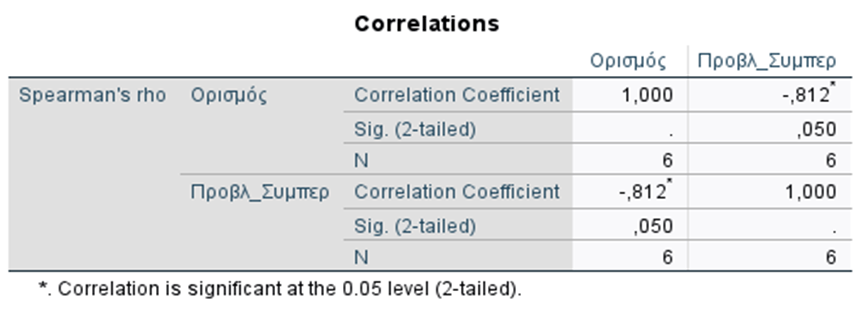 Correlations
Ορισμός Προβλ_Συμπερ
Spearman's rho Ορισμός Correlation Coefficient 1,000 -,812*
Sig. (2-tailed) . ,050
N 6 6
Προβλ_Συμπερ Correlation Coefficient -,812* 1,000
Sig. (2-tailed) ,050 .
N 6 6
*. Correlation is significant at the 0.05 level (2-tailed).